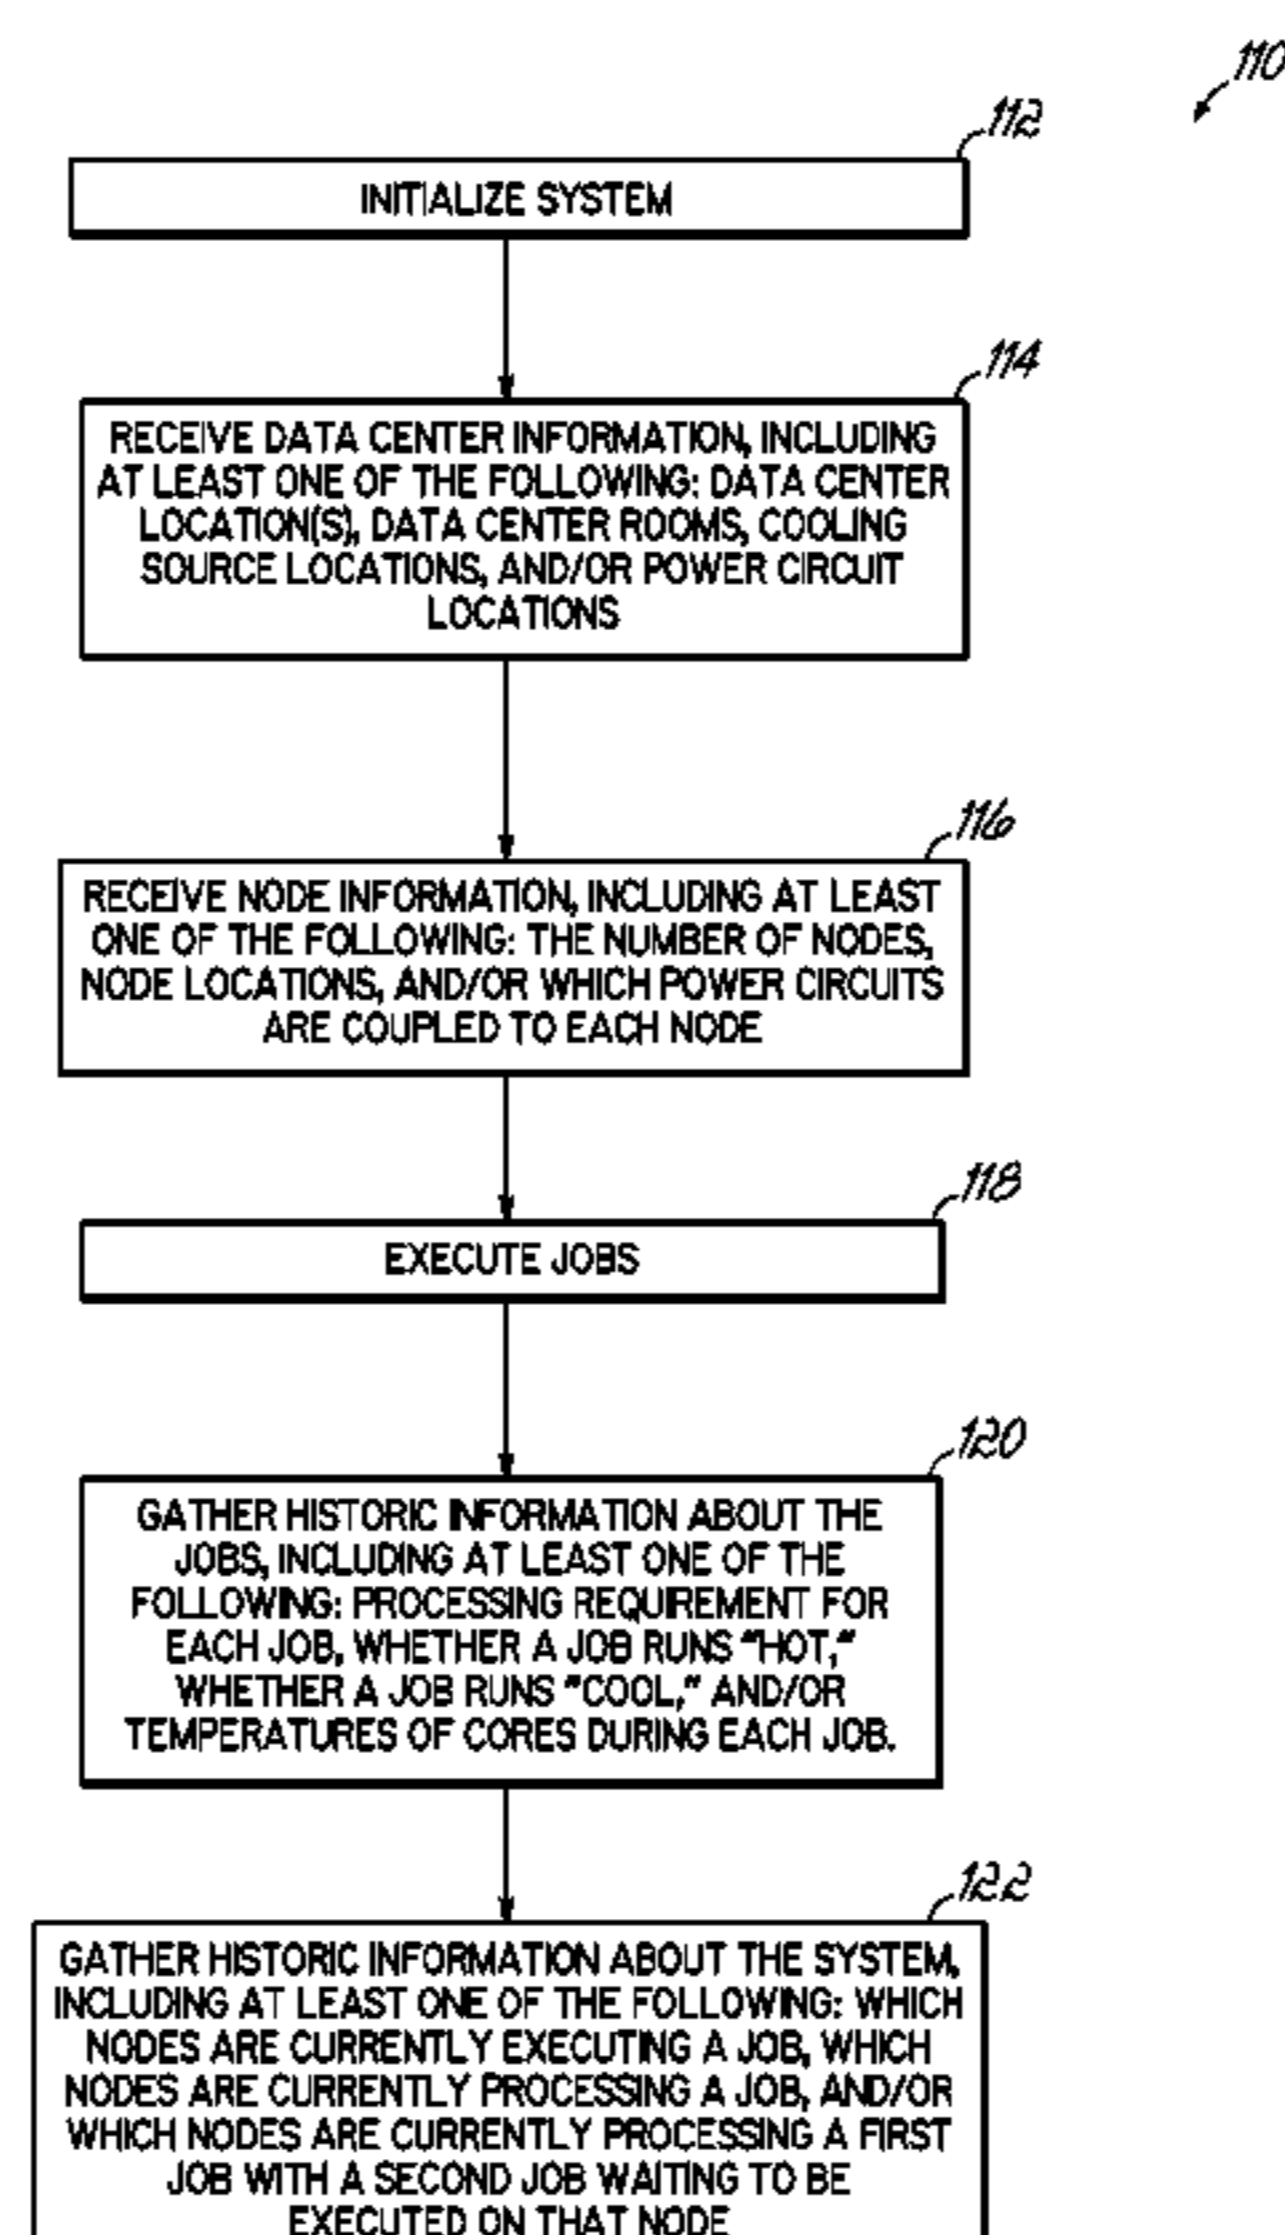 110
112
INITIALIZE SYSTEM
114
RECEIVE DATA CENTER INFORMATION, INCLUDING
AT LEAST ONE OF THE FOLLOWING: DATA CENTER
LOCATION(S), DATA CENTER ROOMS, COOLING
SOURCE LOCATIONS, AND/OR POWER CIRCUIT
LOCATIONS
116
RECEIVE NODE INFORMATION, INCLUDING AT LEAST
ONE OF THE FOLLOWING: THE NUMBER OF NODES,
NODE LOCATIONS, AND/OR WHICH POWER CIRCUITS
ARE COUPLED TO EACH NODE
118
EXECUTE JOBS
120
GATHER HISTORIC INFORMATION ABOUT THE
JOBS, INCLUDING AT LEAST ONE OF THE
FOLLOWING: PROCESSING REQUIREMENT FOR
EACH JOB, WHETHER A JOB RUNS "HOT,"
WHETHER A JOB RUNS "COOL," AND/OR
TEMPERATURES OF CORES DURING EACH JOB.
122
GATHER HISTORIC INFORMATION ABOUT THE SYSTEM,
INCLUDING AT LEAST ONE OF THE FOLLOWING: WHICH
NODES ARE CURRENTLY EXECUTING A JOB, WHICH
NODES ARE CURRENTLY PROCESSING A JOB, AND/OR
WHICH NODES ARE CURRENTLY PROCESSING A FIRST
JOB WITH A SECOND JOB WAITING TO BE
EXECUTED ON THAT NODE